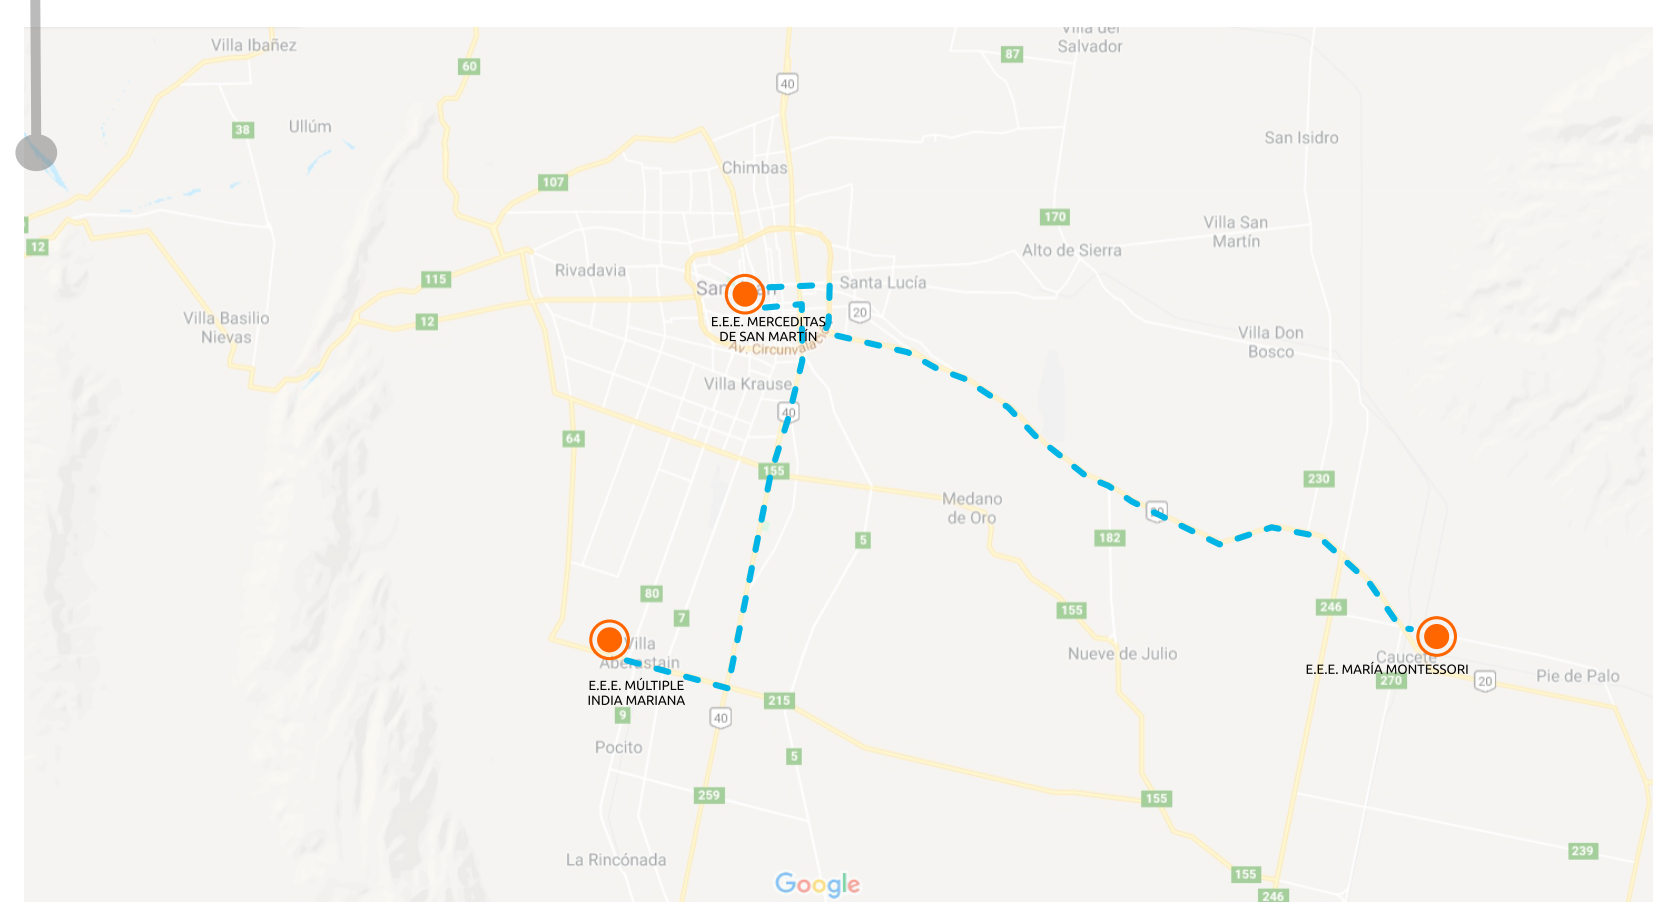 Villa del
Salvador
Villa Ibañez
87
60
40
38
Ullúm
San Isidro
Chimbas
107
170
Villa San
Martín
12
Alto de Sierra
Rivadavia
115
Santa Lucía
San
20
Villa Basilio
Nievas
12
E.E.E. MERCEDITAS
DE SAN MARTÍN
Av. Circunvalac
Villa Don
Bosco
Villa Krause
40
64
155
230
Medano
de Oro
20
182
5
80
246
155
7
Villa
Aberastain
Nueve de Julio
Caucete
E.E.E. MARÍA MONTESSORI
Pie de Palo
270
20
E.E.E. MÚLTIPLE
INDIA MARIANA
215
9
40
Pocito
5
259
155
239
La Rincónada
155
Google
246